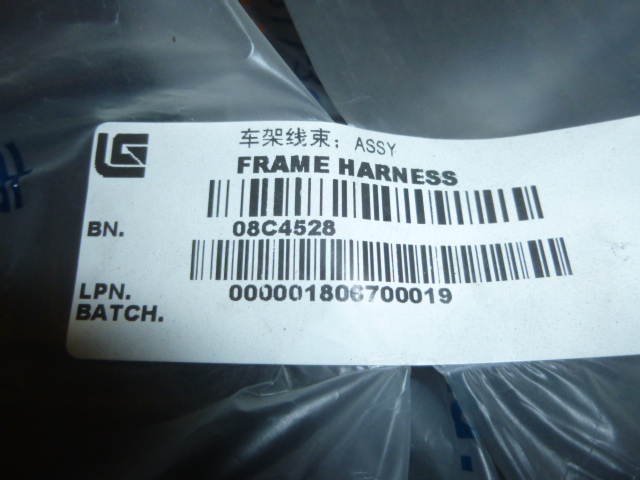 车架线束; ASSY
FRAME HARNESS
BN. 08C4528
LPN. 000001806700019
BATCH.